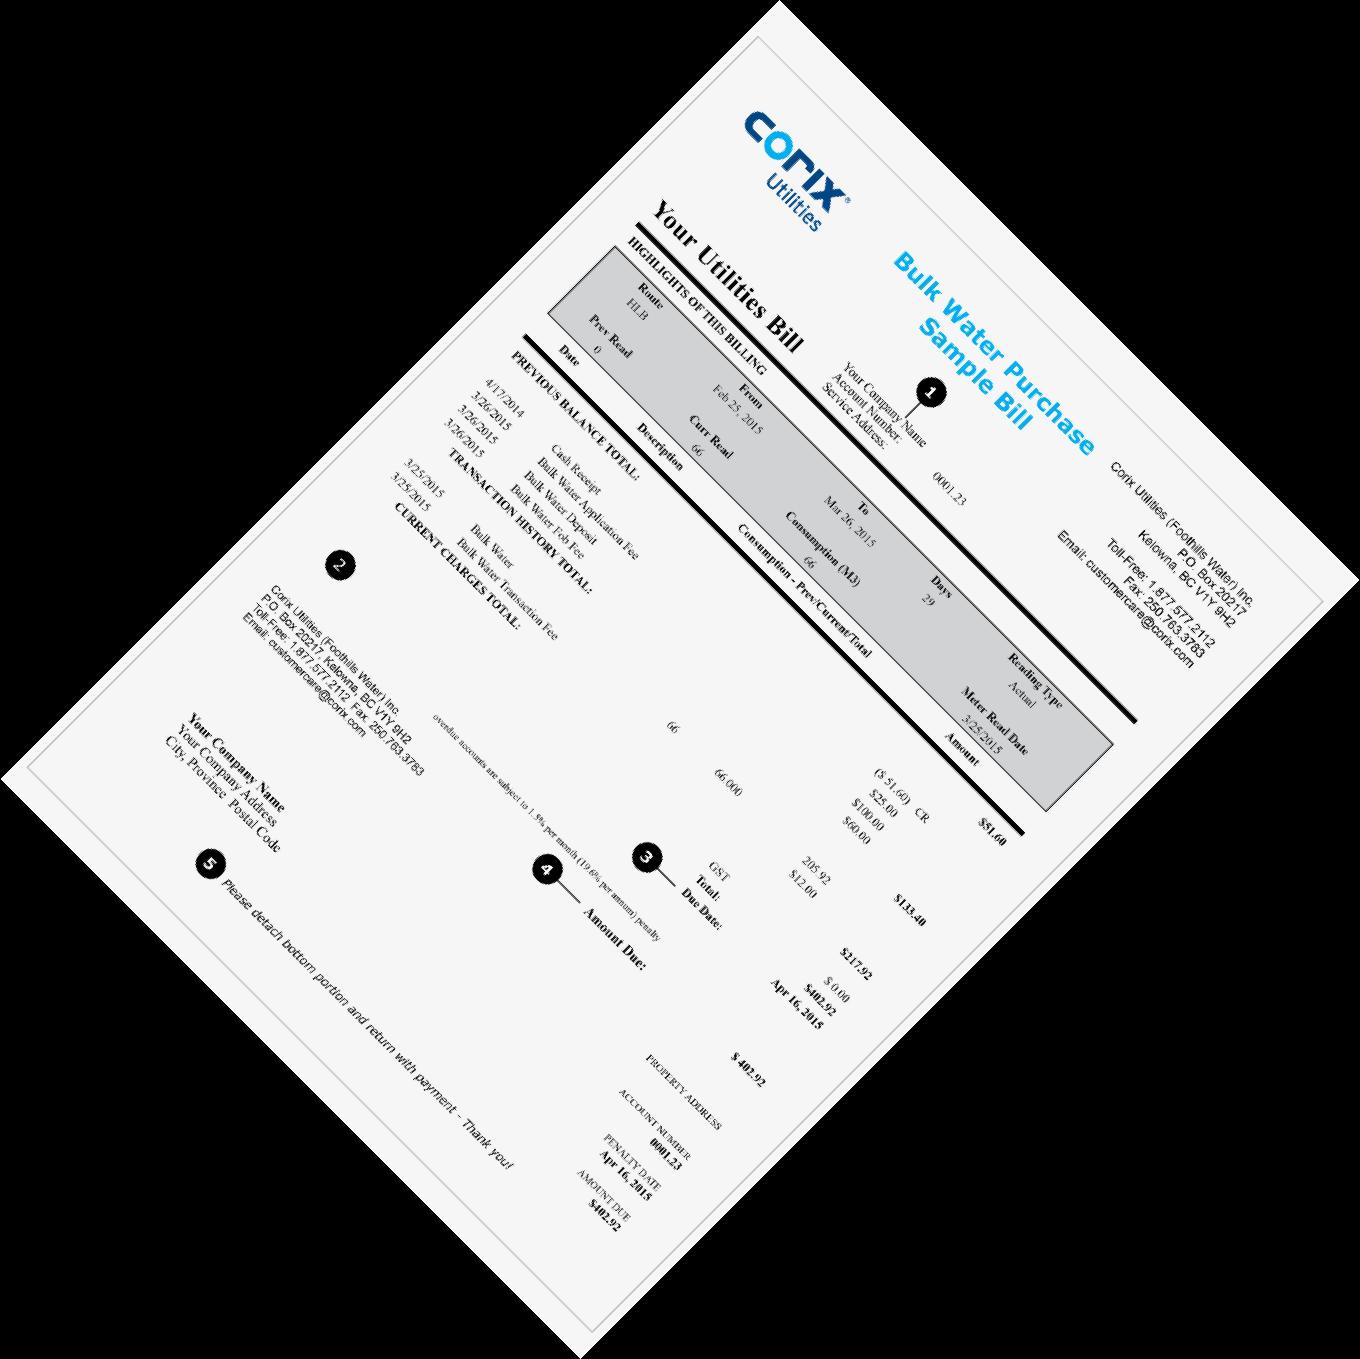 corix®
Utilities
Bulk Water Purchase
Sample Bill
Corix Utilities (Foothills Water) Inc.
P.O. Box 20217
Kelowna, BC V1Y 9H2
Toll-Free: 1.877.577.2112
Fax: 250.763.3783
Email: customercare@corix.com
Your Utilities Bill
1
Your Company Name
Account Number: 0001.23
Service Address:
HIGHLIGHTS OF THIS BILLING
Route From To Days Reading Type
HLB Feb 25, 2015 Mar 26, 2015 29 Actual
Prev Read Curr Read Consumption (M3) Meter Read Date
0 66 66 3/25/2015
Date Description Consumption - Prev/Current/Total Amount
PREVIOUS BALANCE TOTAL: $51.60
4/17/2014 Cash Receipt ($ 51.60) CR
3/26/2015 Bulk Water Application Fee $25.00
3/26/2015 Bulk Water Deposit $100.00
3/26/2015 Bulk Water Fob Fee $60.00
TRANSACTION HISTORY TOTAL: $133.40
3/25/2015 Bulk Water 66 66.000 205.92
3/25/2015 Bulk Water Transaction Fee $12.00
CURRENT CHARGES TOTAL: $217.92
GST $ 0.00
Total: $402.92
2
3
Due Date: Apr 16, 2015
Corix Utilities (Foothills Water) Inc.
P.O. Box 20217, Kelowna, BC V1Y 9H2
Toll-Free: 1.877.577.2112 Fax: 250.763.3783
Email: customercare@corix.com
overdue accounts are subject to 1.5% per month (19.6% per annum) penalty
4
Amount Due: $ 402.92
Your Company Name
Your Company Address
City, Province Postal Code
PROPERTY ADDRESS
ACCOUNT NUMBER
0001.23
PENALTY DATE
Apr 16, 2015
AMOUNT DUE
$402.92
5
Please detach bottom portion and return with payment - Thank you!